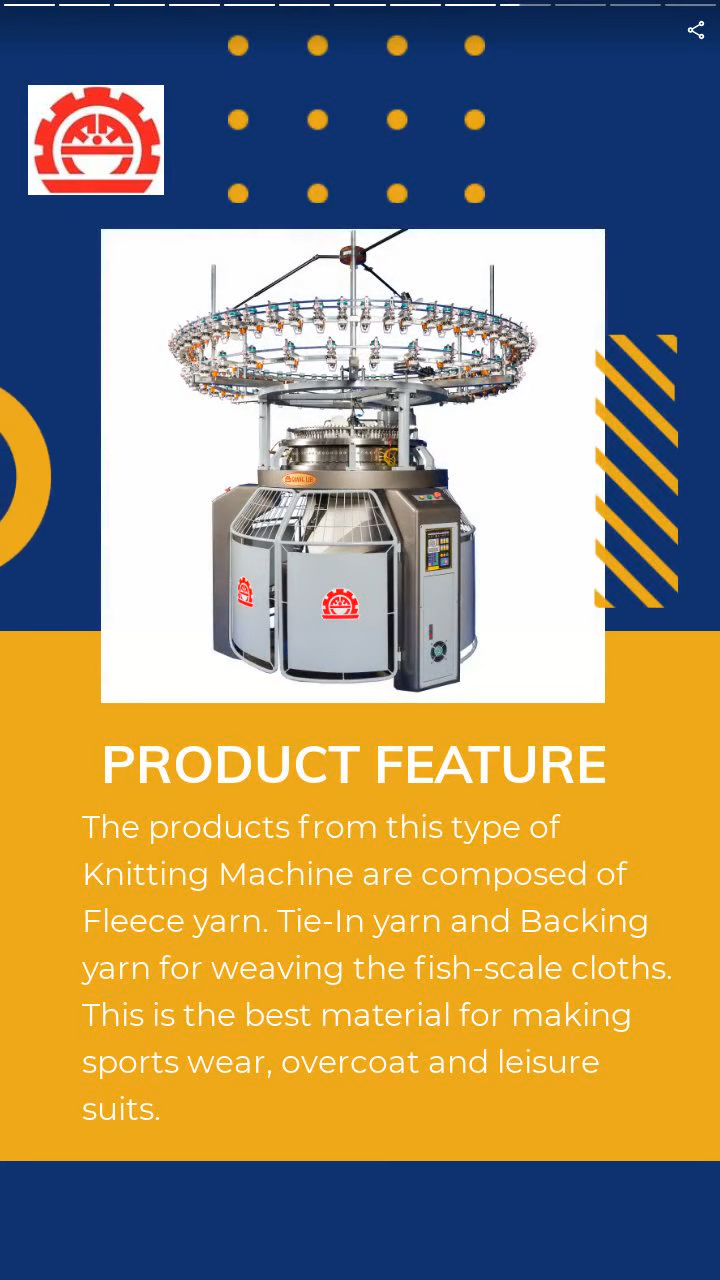 PRODUCT FEATURE
The products from this type of
Knitting Machine are composed of
Fleece yarn. Tie-In yarn and Backing
yarn for weaving the fish-scale cloths.
This is the best material for making
sports wear, overcoat and leisure
suits.